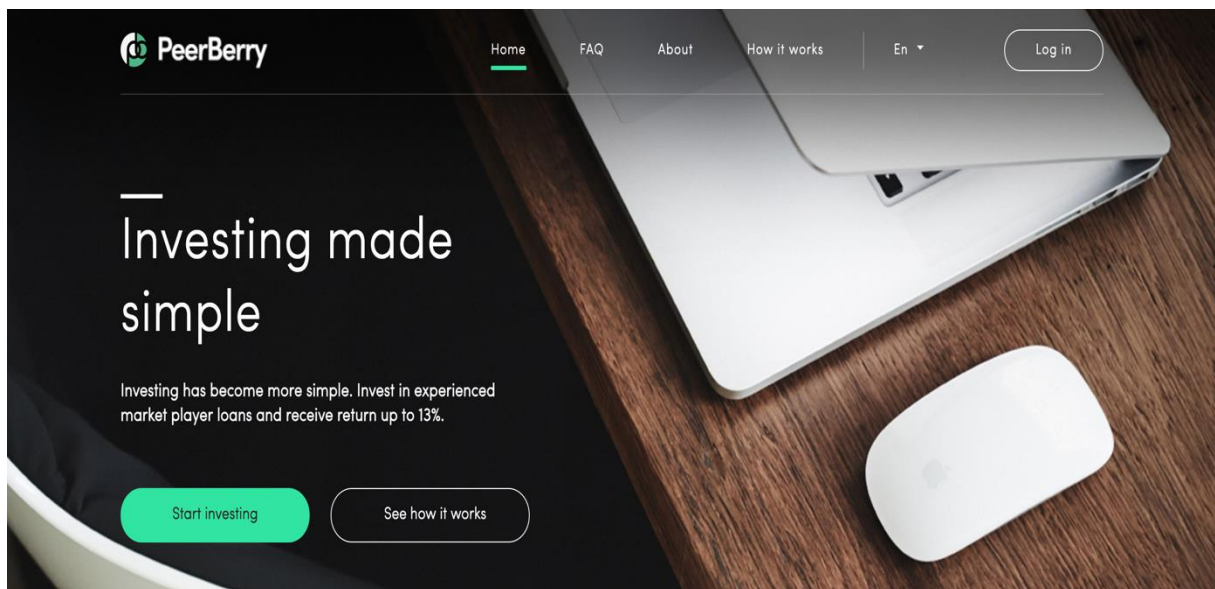 PeerBerry
Home FAQ About How it works En Log in
Investing made
simple
Investing has become more simple. Invest in experienced
market player loans and receive return up to 13%.
Start investing See how it works